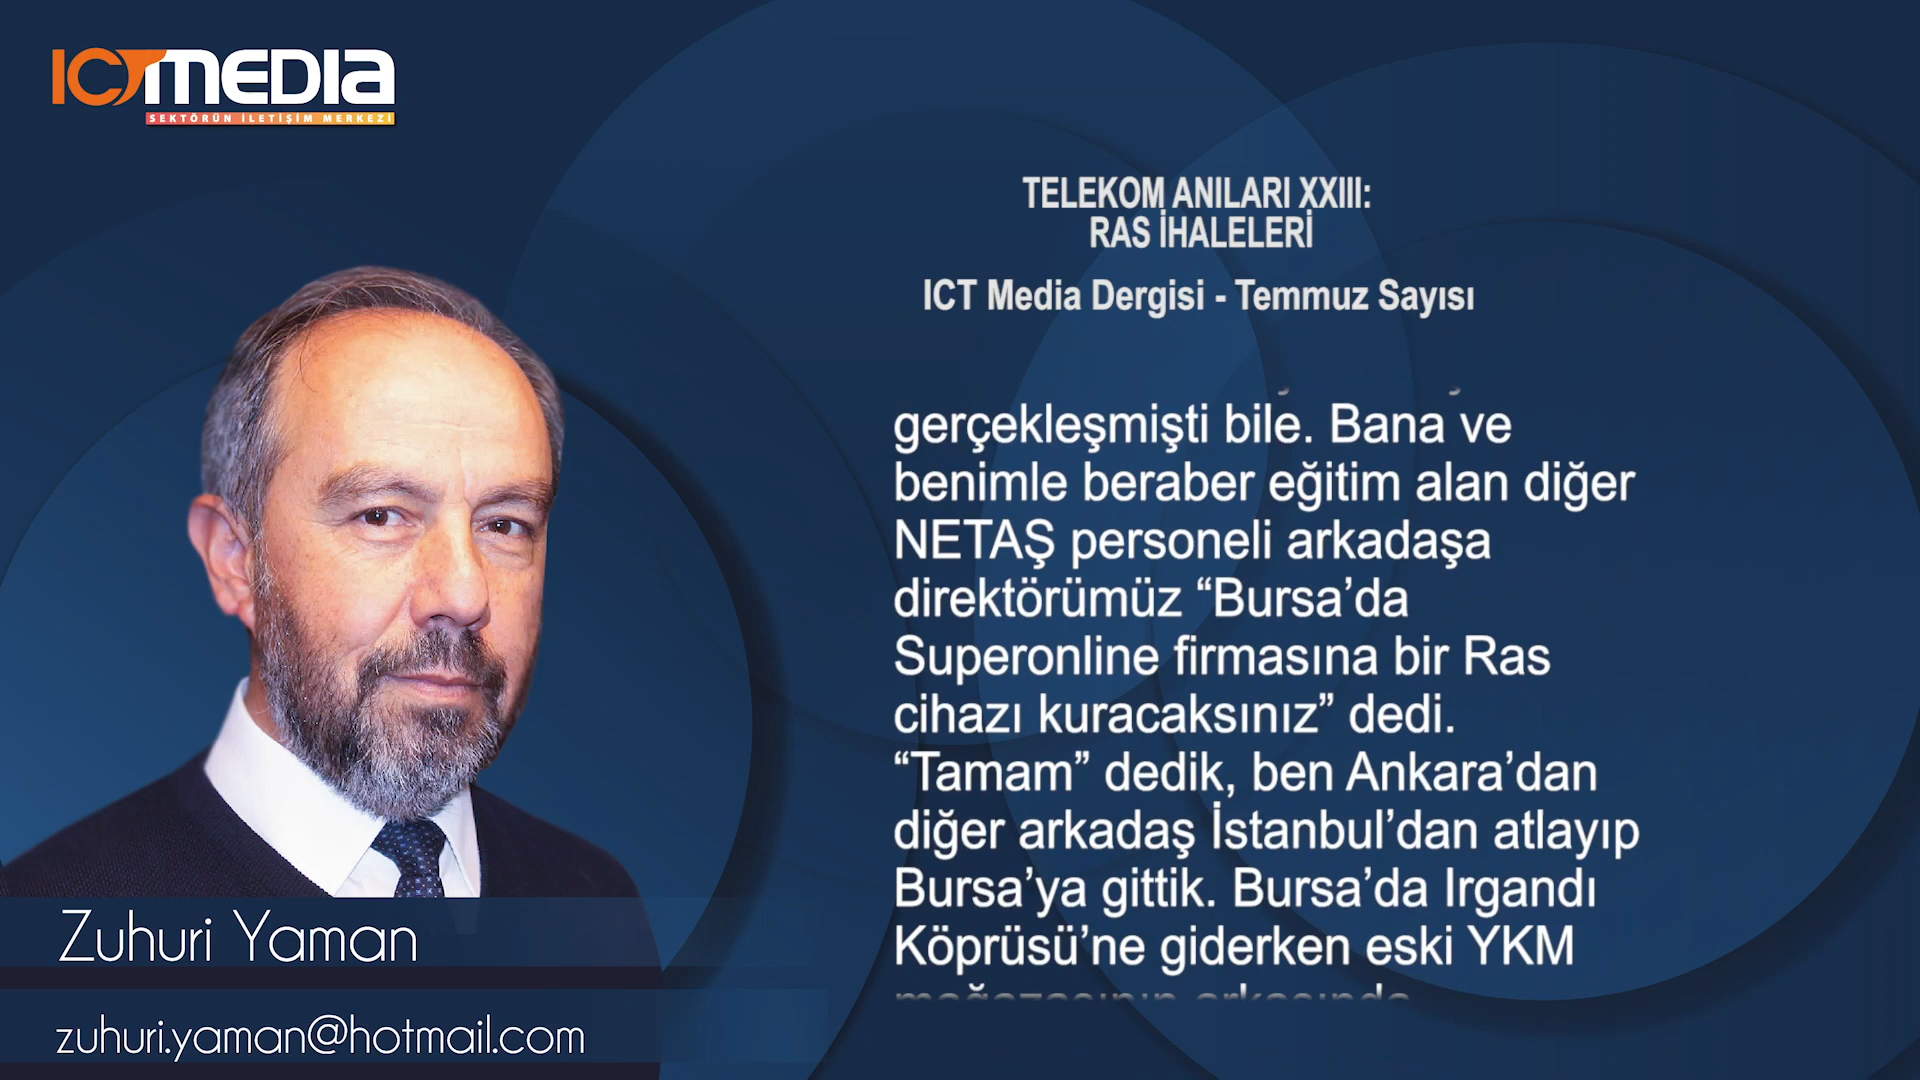 ICTMEDIA
SEKTÖRÜN İLETİŞİM MERKEZİ
TELEKOM ANILARI XXIII:
RAS İHALELERİ
ICT Media Dergisi - Temmuz Sayısı
gerçekleşmişti bile. Bana ve
benimle beraber eğitim alan diğer
NETAŞ personeli arkadaşa
direktörümüz “Bursa’da
Superonline firmasına bir Ras
cihazı kuracaksınız” dedi.
“Tamam” dedik, ben Ankara’dan
diğer arkadaş İstanbul’dan atlayıp
Bursa’ya gittik. Bursa’da Irgandı
Köprüsü’ne giderken eski YKM
Zuhuri Yaman
zuhuri.yaman@hotmail.com